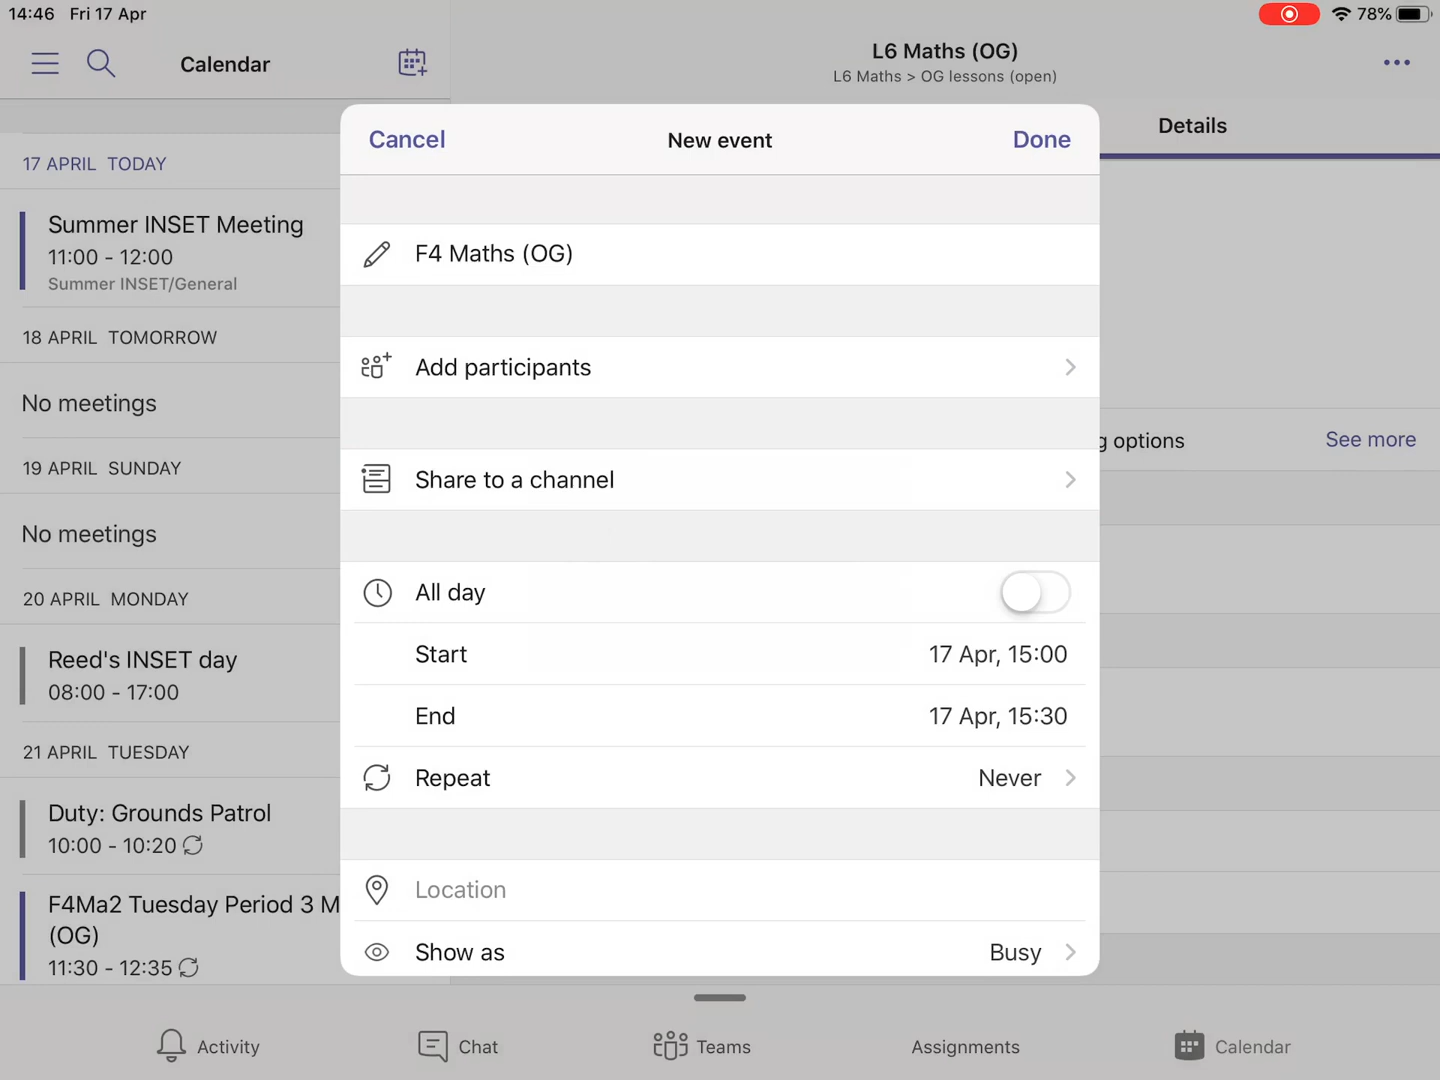 14:46 Fri 17 Apr
78%
Calendar
L6 Maths (OG)
L6 Maths > OG lessons (open)
Details
17 APRIL TODAY
Summer INSET Meeting
11:00 - 12:00
Summer INSET/General
18 APRIL TOMORROW
No meetings
19 APRIL SUNDAY
No meetings
20 APRIL MONDAY
Reed's INSET day
08:00 - 17:00
21 APRIL TUESDAY
Duty: Grounds Patrol
10:00 - 10:20
F4Ma2 Tuesday Period 3 M
(OG)
11:30 - 12:35
Cancel New event Done
F4 Maths (OG)
Add participants
Share to a channel
All day
Start 17 Apr, 15:00
End 17 Apr, 15:30
Repeat Never
Location
Show as Busy
g options See more
Activity Chat Teams Assignments Calendar